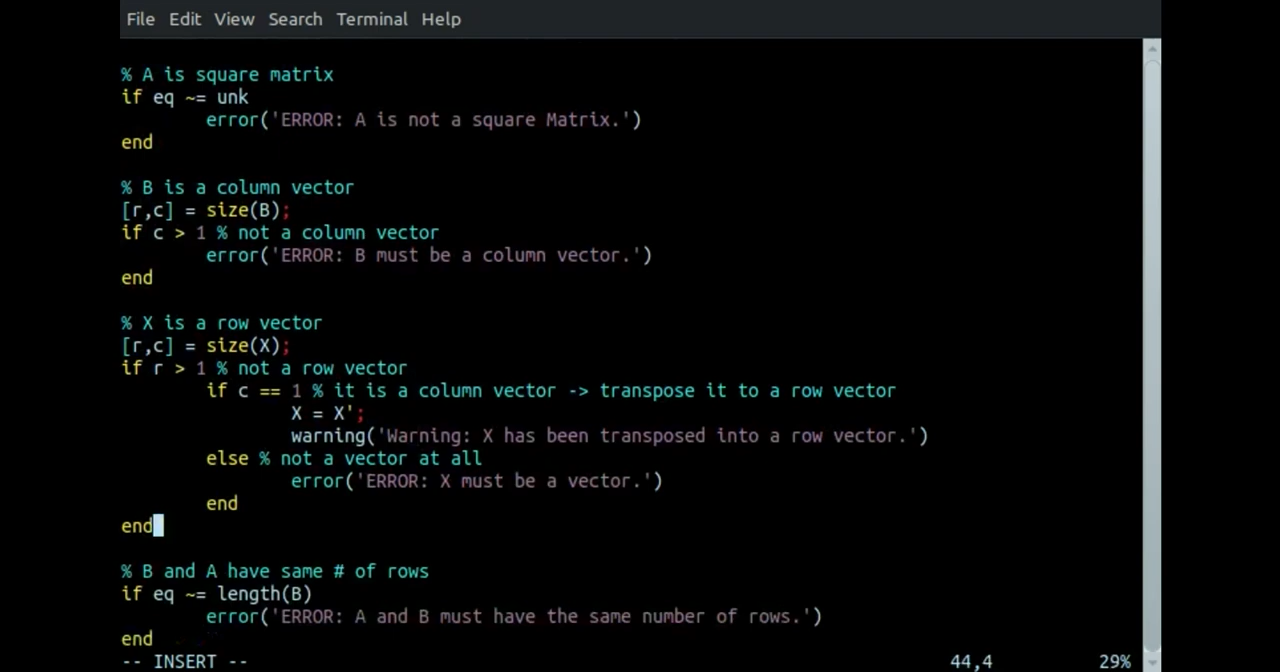 File Edit View Search Terminal Help
% A is square matrix
if eq ~= unk
error('ERROR: A is not a square Matrix.')
end
% B is a column vector
[r,c] = size(B);
if c > 1 % not a column vector
error('ERROR: B must be a column vector.')
end
% X is a row vector
[r,c] = size(X);
if r > 1 % not a row vector
if c == 1 % it is a column vector -> transpose it to a row vector
X = X';
warning('Warning: X has been transposed into a row vector.')
else % not a vector at all
error('ERROR: X must be a vector.')
end
end
% B and A have same # of rows
if eq ~= length(B)
error('ERROR: A and B must have the same number of rows.')
end
-- INSERT -- 44,4 29%